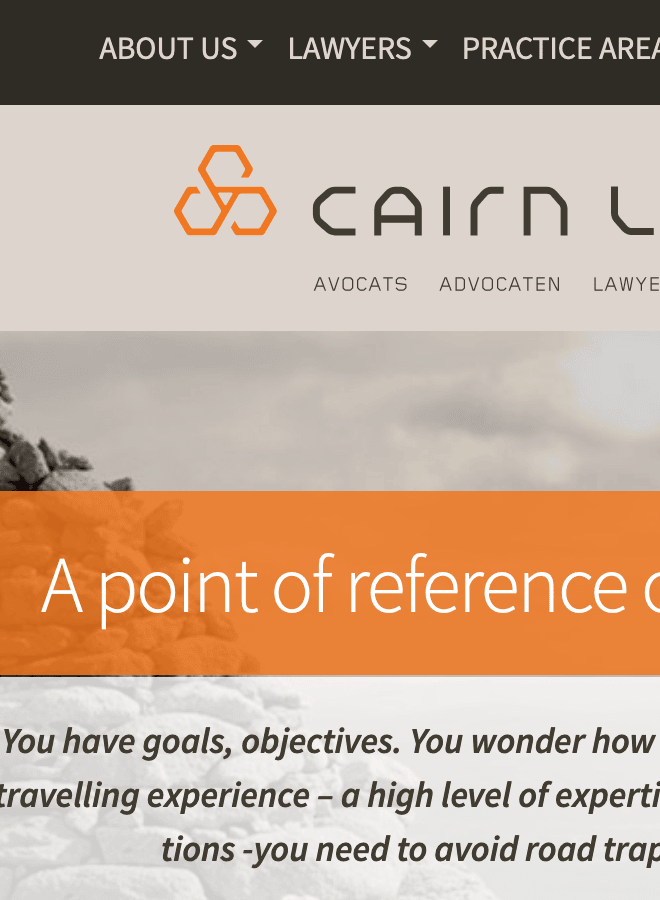 ABOUT US LAWYERS PRACTICE AREA
CAIRN L
AVOCATS ADVOCATEN LAWYE
A point of reference
You have goals, objectives. You wonder how
travelling experience – a high level of experti
tions -you need to avoid road trap